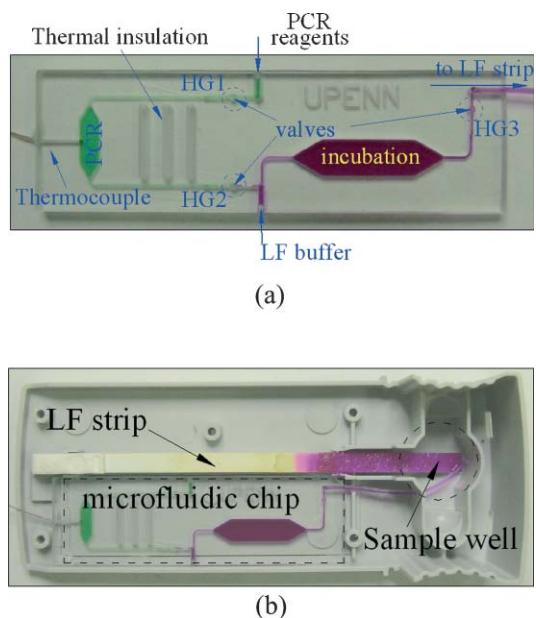 PCR
reagents
Thermal insulation
HG1
UPENN
to LF strip
valves
HG3
PCR
incubation
Thermocouple
HG2
LF buffer
(a)
LF strip
microfluidic chip
Sample well
(b)